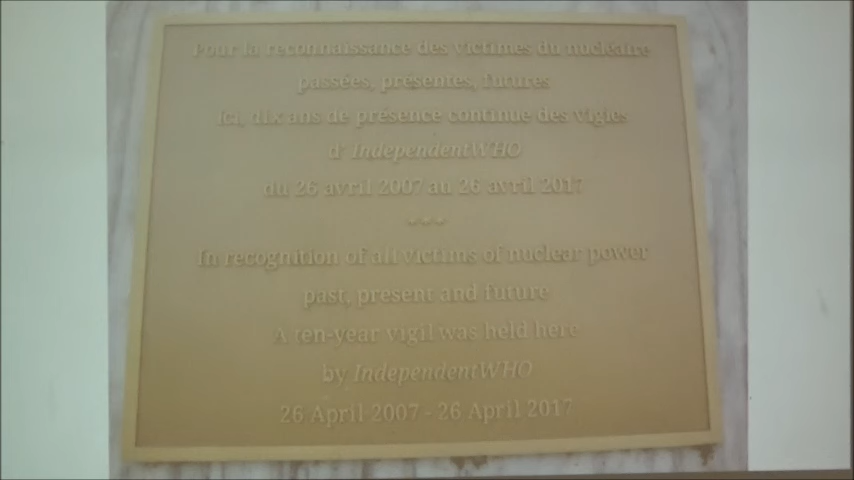 Pour la reconnaissance des victimes du nucléaire
passées, présentes, futures
Ici, dix ans de présence continue des vigies
d' IndependentWHO
du 26 avril 2007 au 26 avril 2017
***
In recognition of all victims of nuclear power
past, present and future
A ten-year vigil was held here
by IndependentWHO
26 April 2007 - 26 April 2017